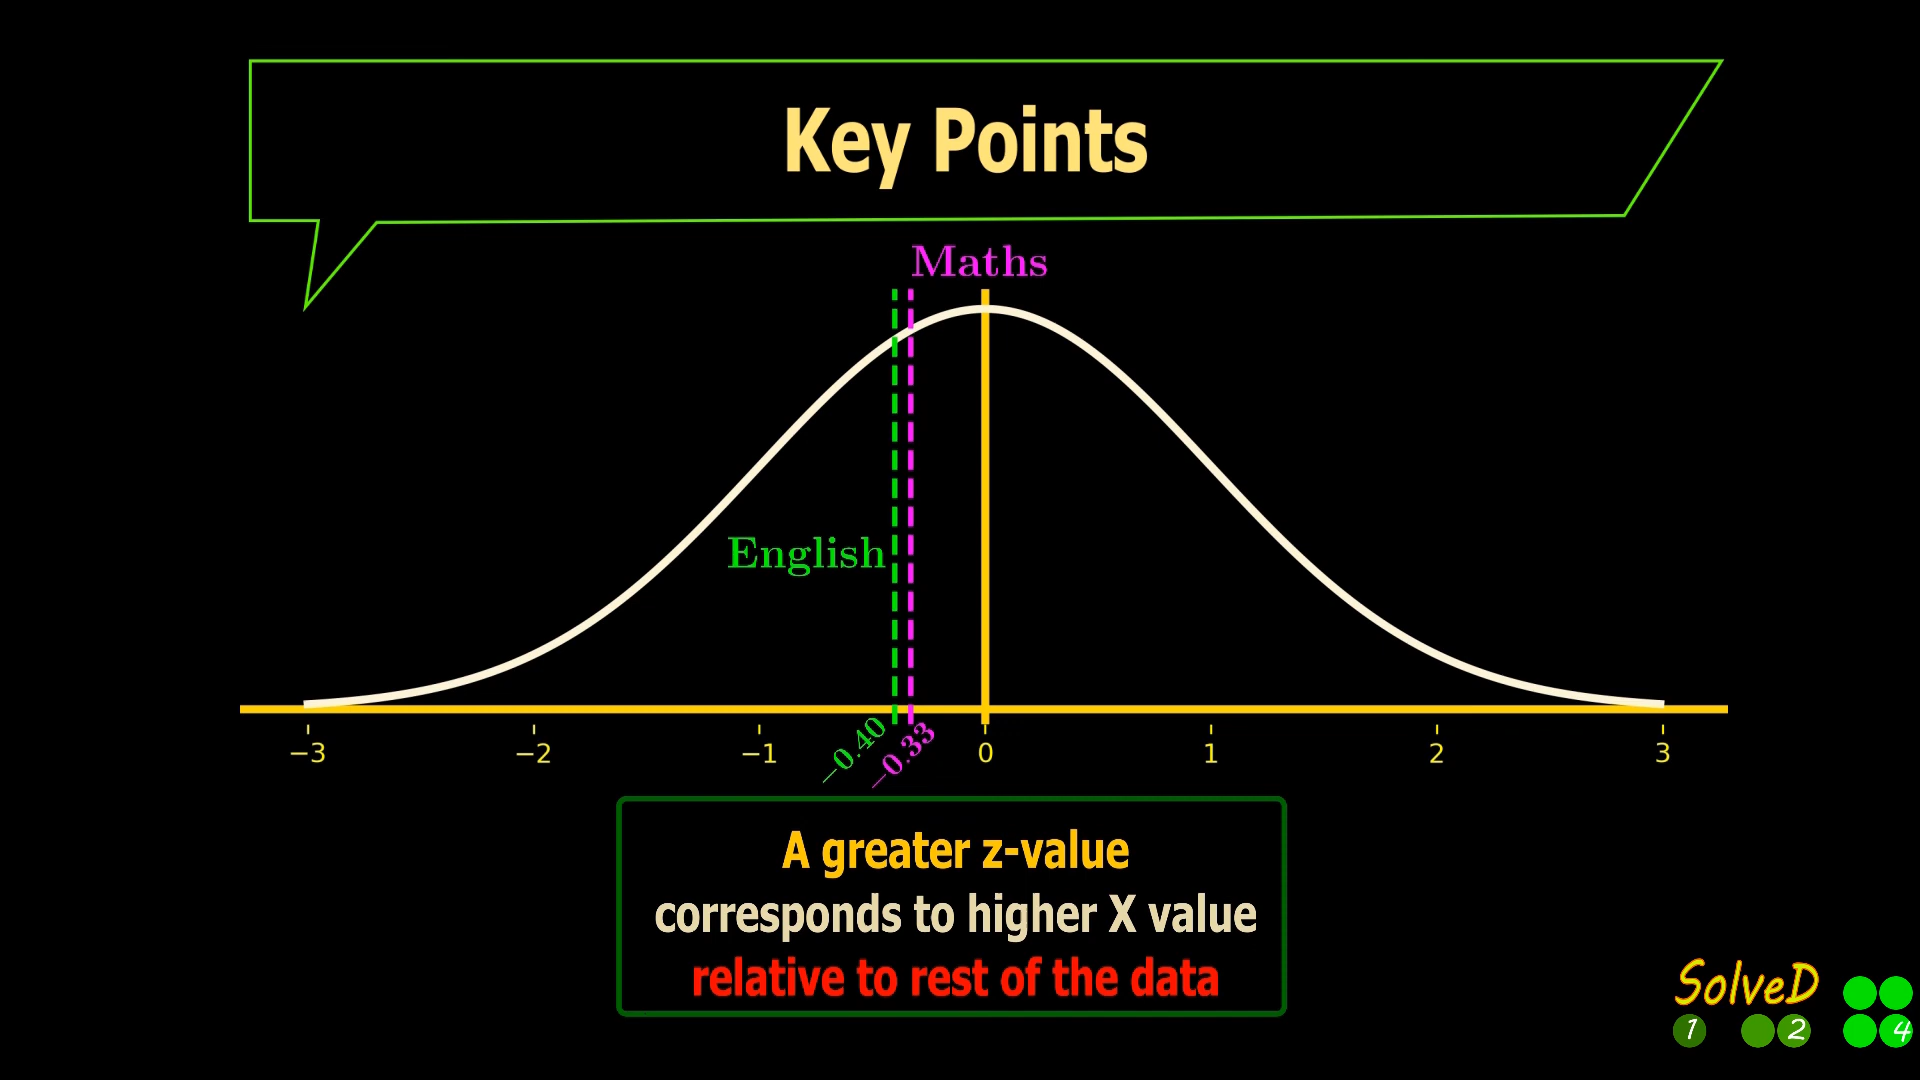 Key Points
Maths
English
−0.40
−0.33
−3 −2 −1 0 1 2 3
A greater z-value
corresponds to higher X value
relative to rest of the data
SolveD
1 2 4